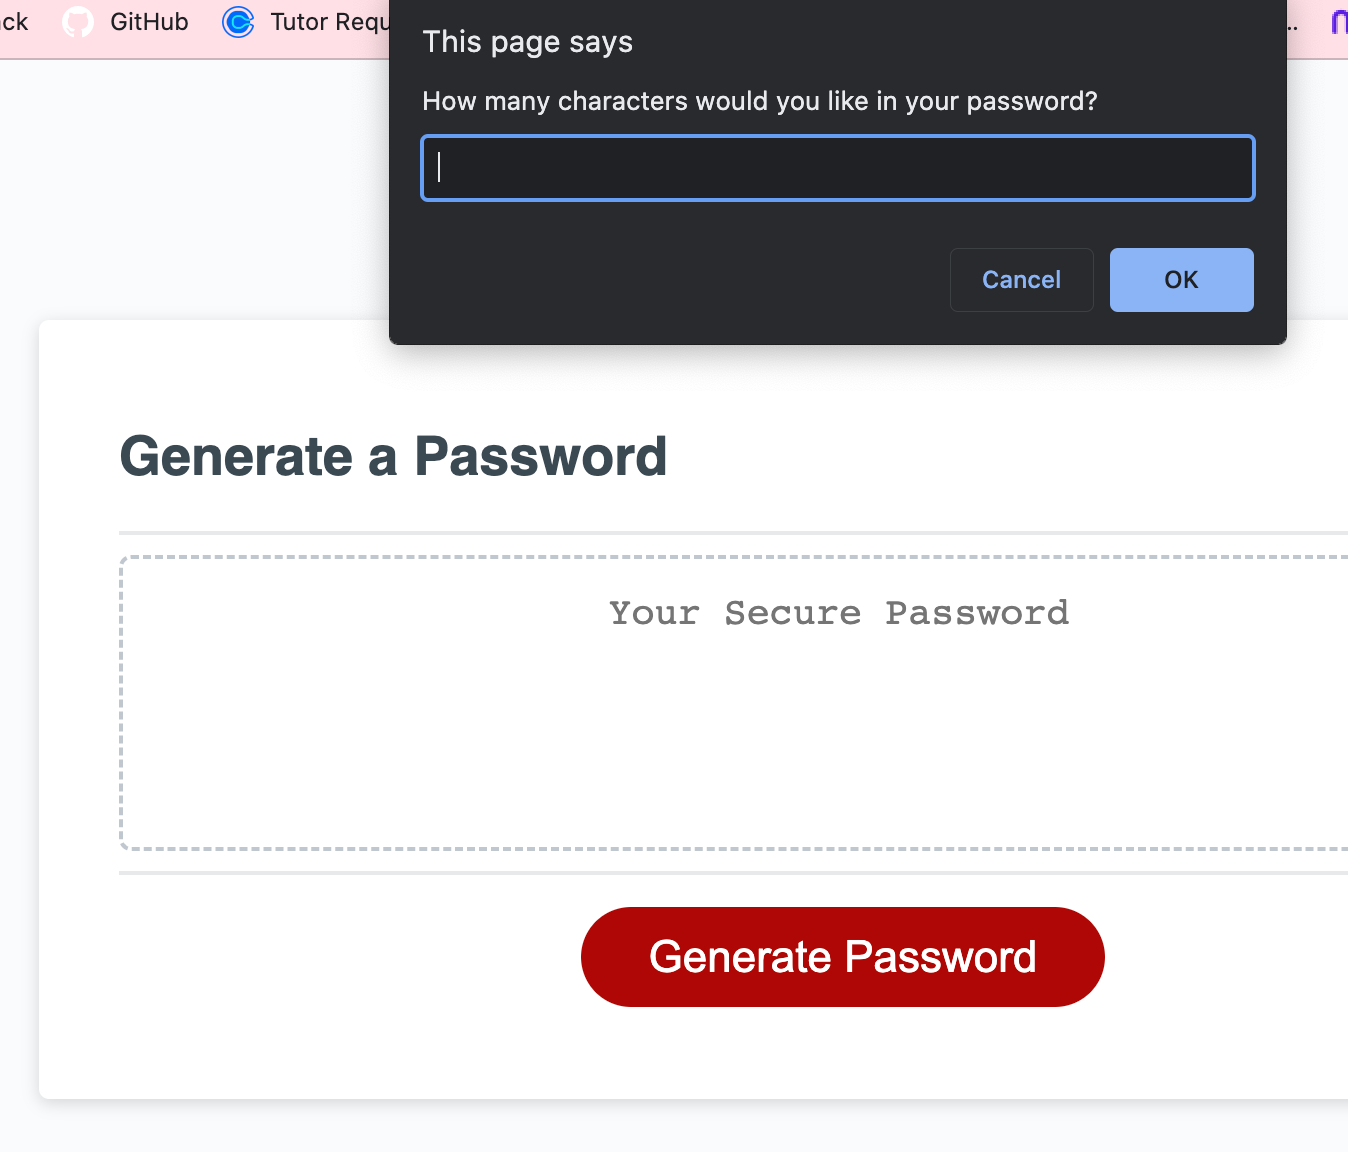 ck GitHub Tutor Requ ..
This page says
How many characters would you like in your password?
Cancel OK
Generate a Password
Your Secure Password
Generate Password